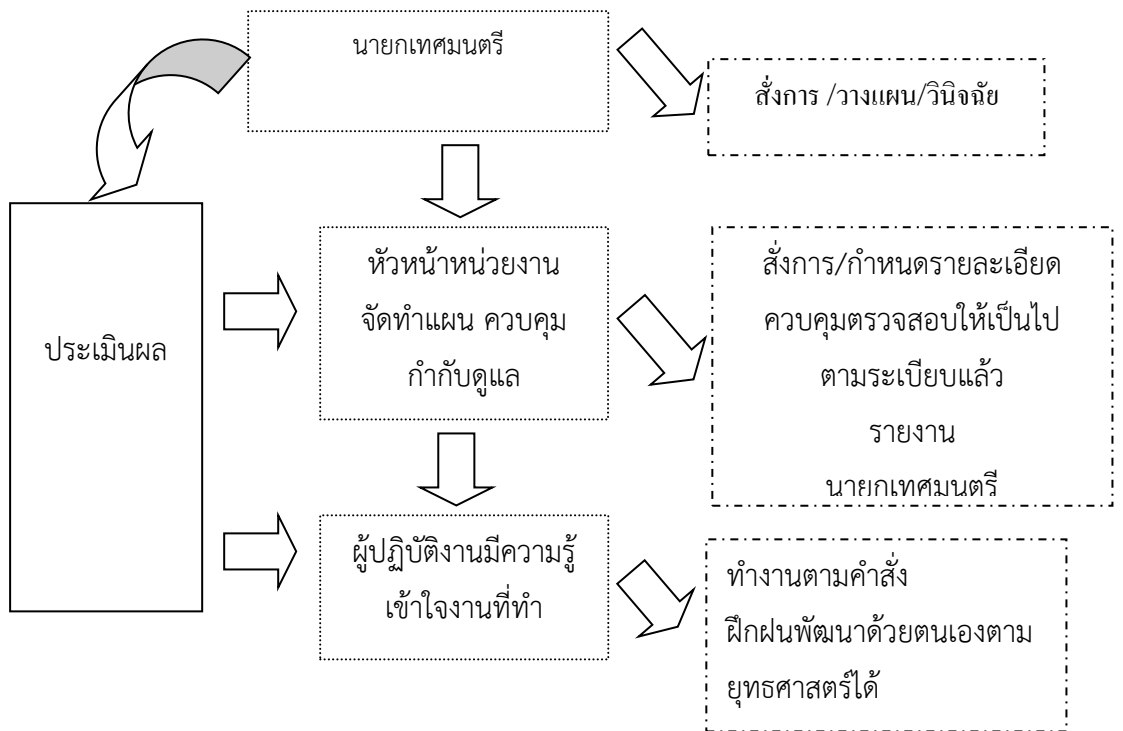 นายกเทศมนตรี
สั่งการ /วางแผน/วินิจฉัย
ประเมินผล
หัวหน้าหน่วยงาน
จัดทำแผน ควบคุม
กำกับดูแล
สั่งการ/กำหนดรายละเอียด
ควบคุมตรวจสอบให้เป็นไป
ตามระเบียบแล้ว
รายงาน
นายกเทศมนตรี
ผู้ปฏิบัติงานมีความรู้
เข้าใจงานที่ทำ
ทำงานตามคำสั่ง
ฝึกฝนพัฒนาด้วยตนเองตาม
ยุทธศาสตร์ได้